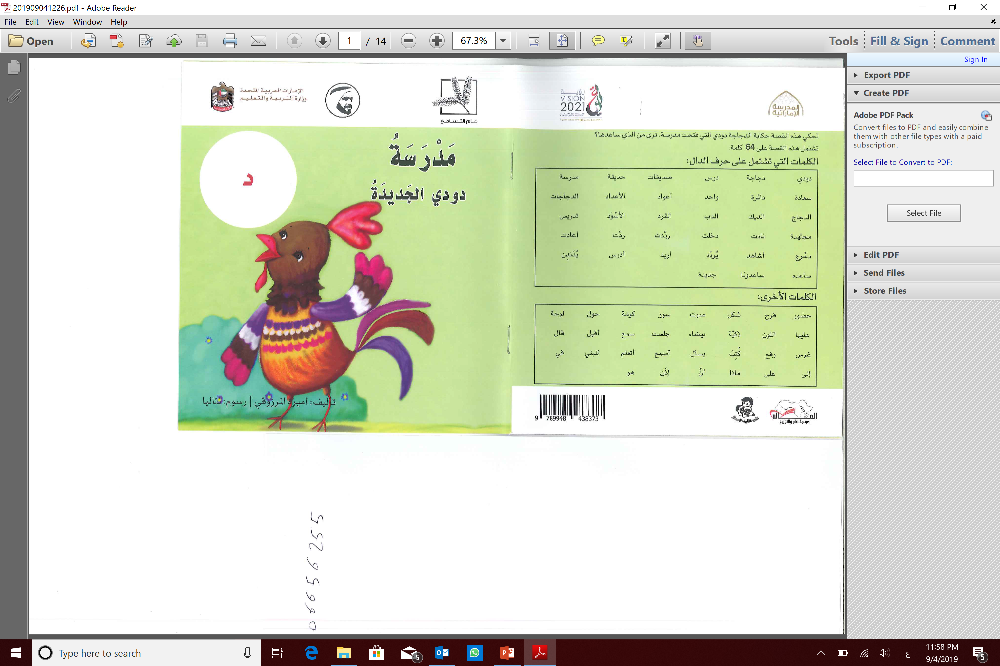 201909041226.pdf - Adobe Reader
File Edit View Window Help
Open 1 / 14 67.3% Tools Fill & Sign Comment
Sign In
Export PDF
Create PDF
Adobe PDF Pack
Convert files to PDF and easily combine
them with other file types with a paid
subscription.
Select File to Convert to PDF:
Select File
Edit PDF
Send Files
Store Files
الإمارات العربية المتحدة
وزارة التربية والتعليم
عام التسامح
رؤية
VISION
2021
المدرسة
الإماراتية
مَدْرَسَةُ
دودي الجَديدَةُ
د
تأليف: أميرة المرزوقي | رسوم: نتاليا
تحكي هذه القصة حكاية الدجاجة دودي التي فتحت مدرسة. ترى من الذي ساعدها؟
تشتمل هذه القصة على 64 كلمة:
الكلمات التي تشتمل على حرف الدال:
دودي دجاجة درس صديقات حديقة مدرسة
سعادة دائرة واحد أعواد الأعداد الدجاجات
الدجاج الديك الدب القرد الأسْوَد تدريس
مجتهدة نادت دخلت ردّدت ردّت أعادت
دحْرج أشاهد يُردّد أريد أدرس يُدَندِن
ساعده ساعدونا جديدة
الكلمات الأخرى:
حضور فرح شكل صوت سور كومة حول لوحة
عليها اللون ذكيّة بيضاء جلست سمع أقبل قال
غرس رفع كُتِبَ يسأل أسمع أتعلم لنبني في
إلى على ماذا أنْ إذَن هو
9 789948 438373
العالم
العربي للنشر والتوزيع
Type here to search
5
ع
11:58 PM
9/4/2019
5